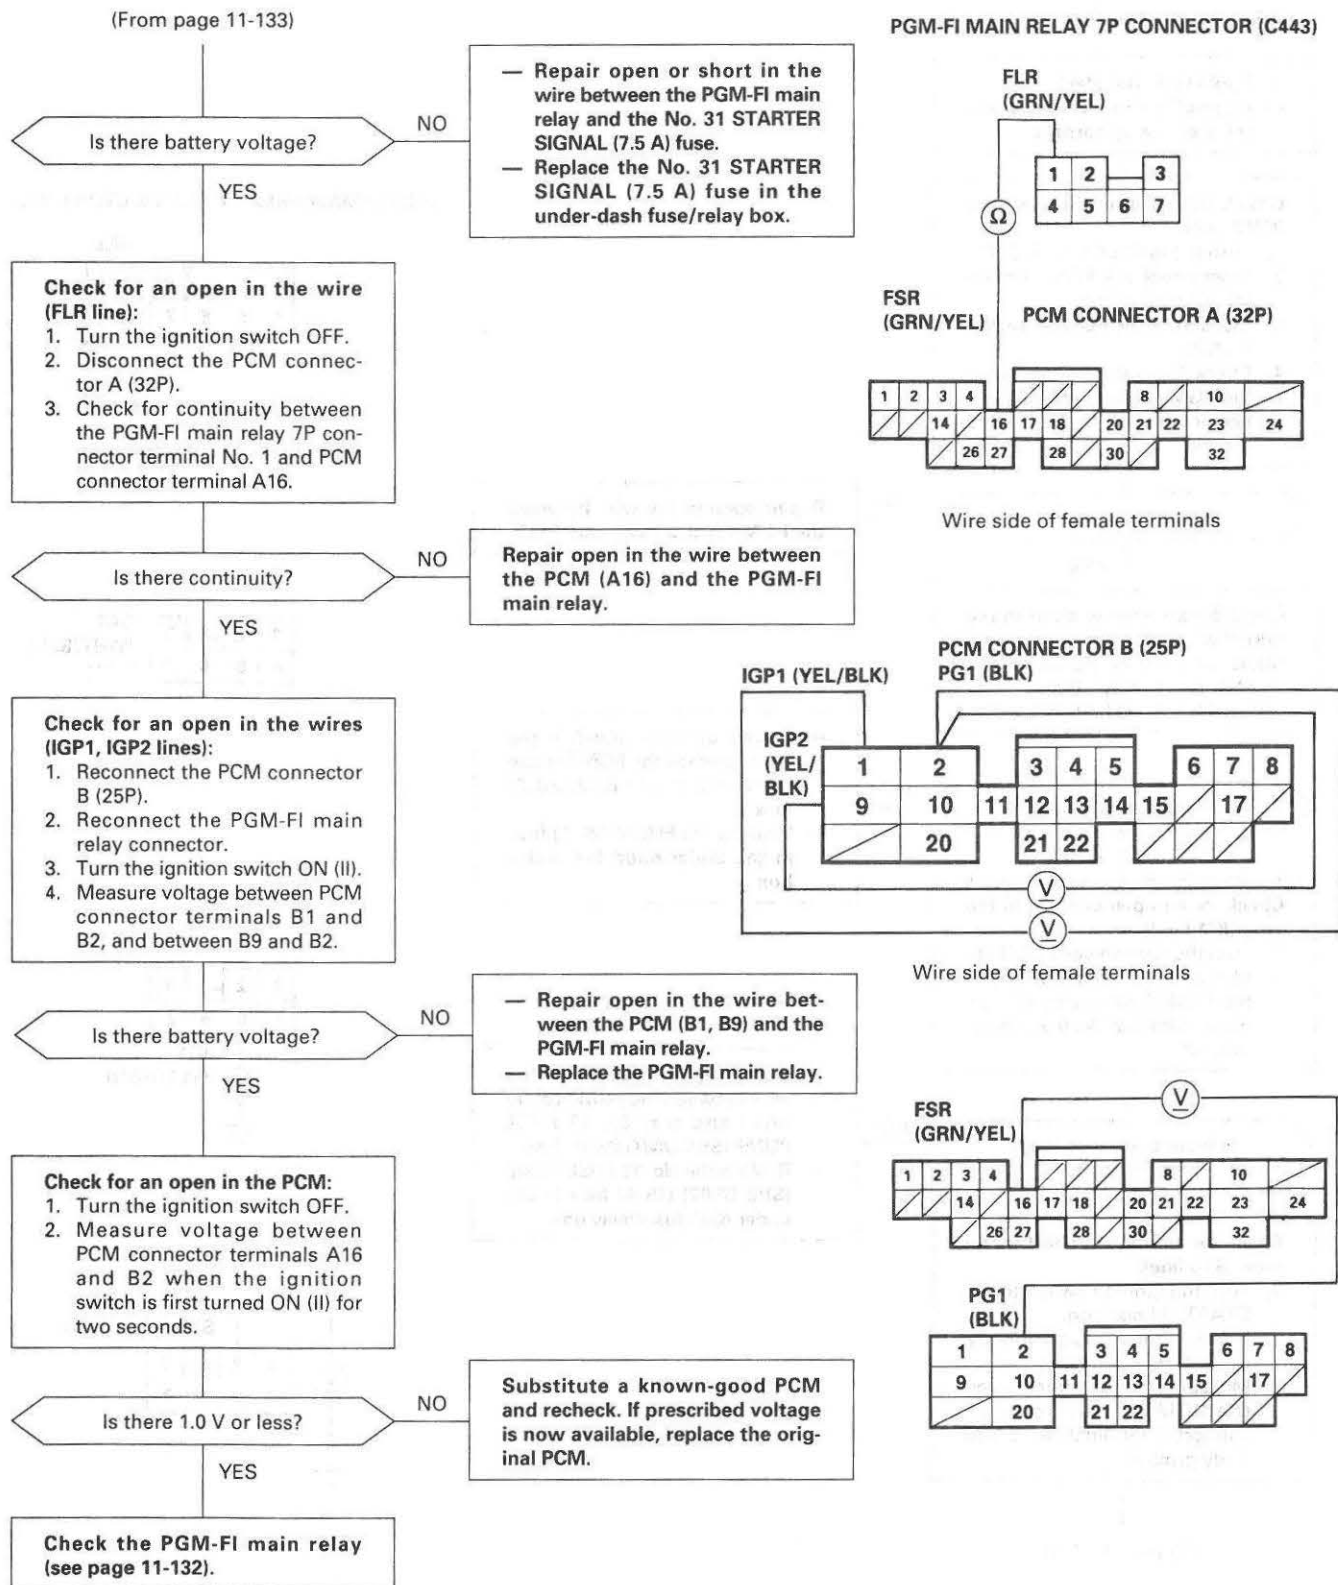 (From page 11-133)
Is there battery voltage?
NO
— Repair open or short in the
wire between the PGM-FI main
relay and the No. 31 STARTER
SIGNAL (7.5 A) fuse.
— Replace the No. 31 STARTER
SIGNAL (7.5 A) fuse in the
under-dash fuse/relay box.
YES
Check for an open in the wire
(FLR line):
1. Turn the ignition switch OFF.
2. Disconnect the PCM connec-
tor A (32P).
3. Check for continuity between
the PGM-FI main relay 7P con-
nector terminal No. 1 and PCM
connector terminal A16.
Is there continuity?
NO
Repair open in the wire between
the PCM (A16) and the PGM-FI
main relay.
YES
Check for an open in the wires
(IGP1, IGP2 lines):
1. Reconnect the PCM connector
B (25P).
2. Reconnect the PGM-FI main
relay connector.
3. Turn the ignition switch ON (II).
4. Measure voltage between PCM
connector terminals B1 and
B2, and between B9 and B2.
Is there battery voltage?
NO
— Repair open in the wire bet-
ween the PCM (B1, B9) and the
PGM-FI main relay.
— Replace the PGM-FI main relay.
YES
Check for an open in the PCM:
1. Turn the ignition switch OFF.
2. Measure voltage between
PCM connector terminals A16
and B2 when the ignition
switch is first turned ON (II) for
two seconds.
Is there 1.0 V or less?
NO
Substitute a known-good PCM
and recheck. If prescribed voltage
is now available, replace the orig-
inal PCM.
YES
Check the PGM-FI main relay
(see page 11-132).
PGM-FI MAIN RELAY 7P CONNECTOR (C443)
FLR
(GRN/YEL)
1 2 3
4 5 6 7
Ω
FSR
(GRN/YEL)
PCM CONNECTOR A (32P)
1 2 3 4 8 10
14 16 17 18 20 21 22 23 24
26 27 28 30 32
Wire side of female terminals
PCM CONNECTOR B (25P)
IGP1 (YEL/BLK)
PG1 (BLK)
IGP2
(YEL/
BLK)
1 2 3 4 5 6 7 8
9 10 11 12 13 14 15 17
20 21 22
V
V
Wire side of female terminals
V
FSR
(GRN/YEL)
1 2 3 4 8 10
14 16 17 18 20 21 22 23 24
26 27 28 30 32
PG1
(BLK)
1 2 3 4 5 6 7 8
9 10 11 12 13 14 15 17
20 21 22